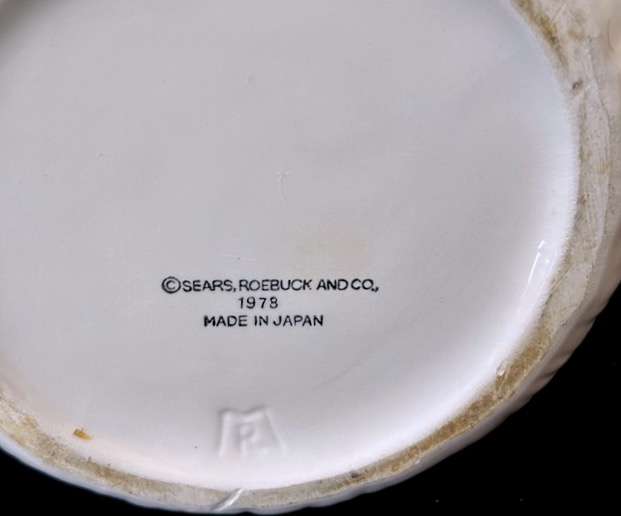 ©SEARS, ROEBUCK AND CO.,
1978
MADE IN JAPAN